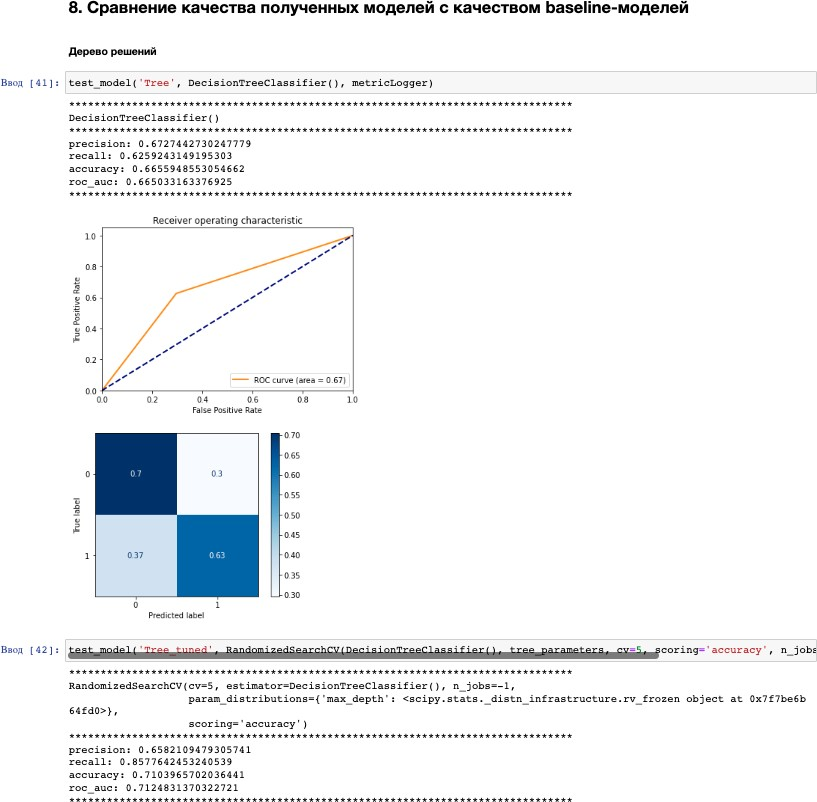 8. Сравнение качества полученных моделей с качеством baseline-моделей
Дерево решений
Ввод [41]: test_model('Tree', DecisionTreeClassifier(), metricLogger)
******************************************************************************
DecisionTreeClassifier()
******************************************************************************
precision: 0.6727442730247779
recall: 0.6259243149195303
accuracy: 0.6655948553054662
roc_auc: 0.665033163376925
******************************************************************************
Receiver operating characteristic
1.0
0.8
0.6
0.4
0.2
0.0
True Positive Rate
ROC curve (area = 0.67)
0.0 0.2 0.4 0.6 0.8 1.0
False Positive Rate
0.70
0.65
0.60
0.55
0.50
0.45
0.40
0.35
0.30
0 0.7 0.3
True label
1 0.37 0.63
0 1
Predicted label
Ввод [42]: test_model('Tree_tuned', RandomizedSearchCV(DecisionTreeClassifier(), tree_parameters, cv=5, scoring='accuracy', n_jobs
******************************************************************************
RandomizedSearchCV(cv=5, estimator=DecisionTreeClassifier(), n_jobs=-1,
param_distributions={'max_depth': <scipy.stats._distn_infrastructure.rv_frozen object at 0x7f7be6b
64fd0>},
scoring='accuracy')
******************************************************************************
precision: 0.6582109479305741
recall: 0.8577642453240539
accuracy: 0.7103965702036441
roc_auc: 0.7124831370322721
******************************************************************************